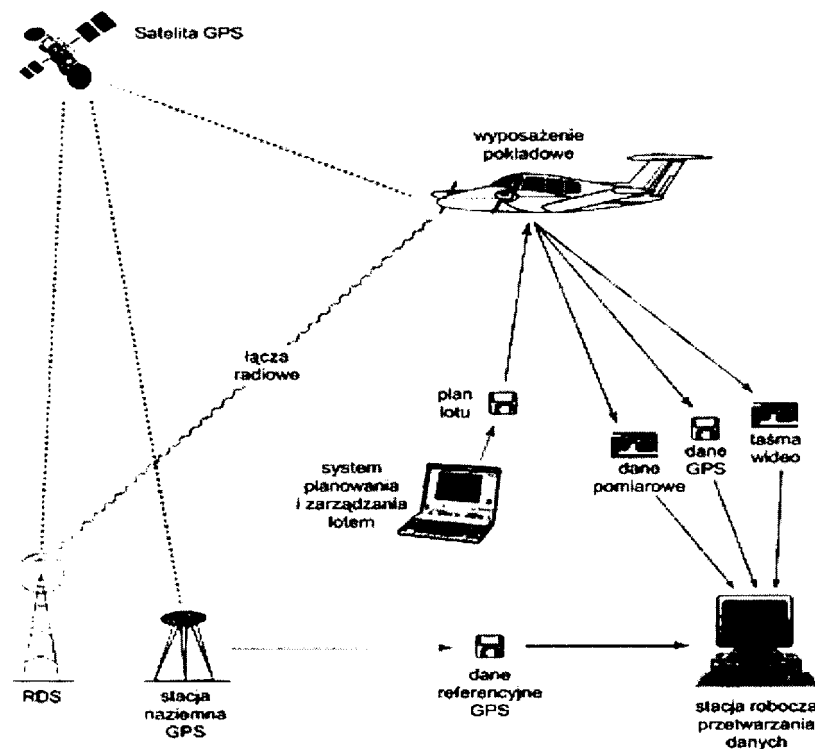 Satelita GPS
wyposażenie
pokładowe
łącza
radiowe
plan
lotu
system
planowania
i zarządzania
lotem
dane
pomiarowe
dane
GPS
taśma
wideo
RDS
stacja
naziemna
GPS
dane
referencyjne
GPS
stacja robocza
przetwarzania
danych